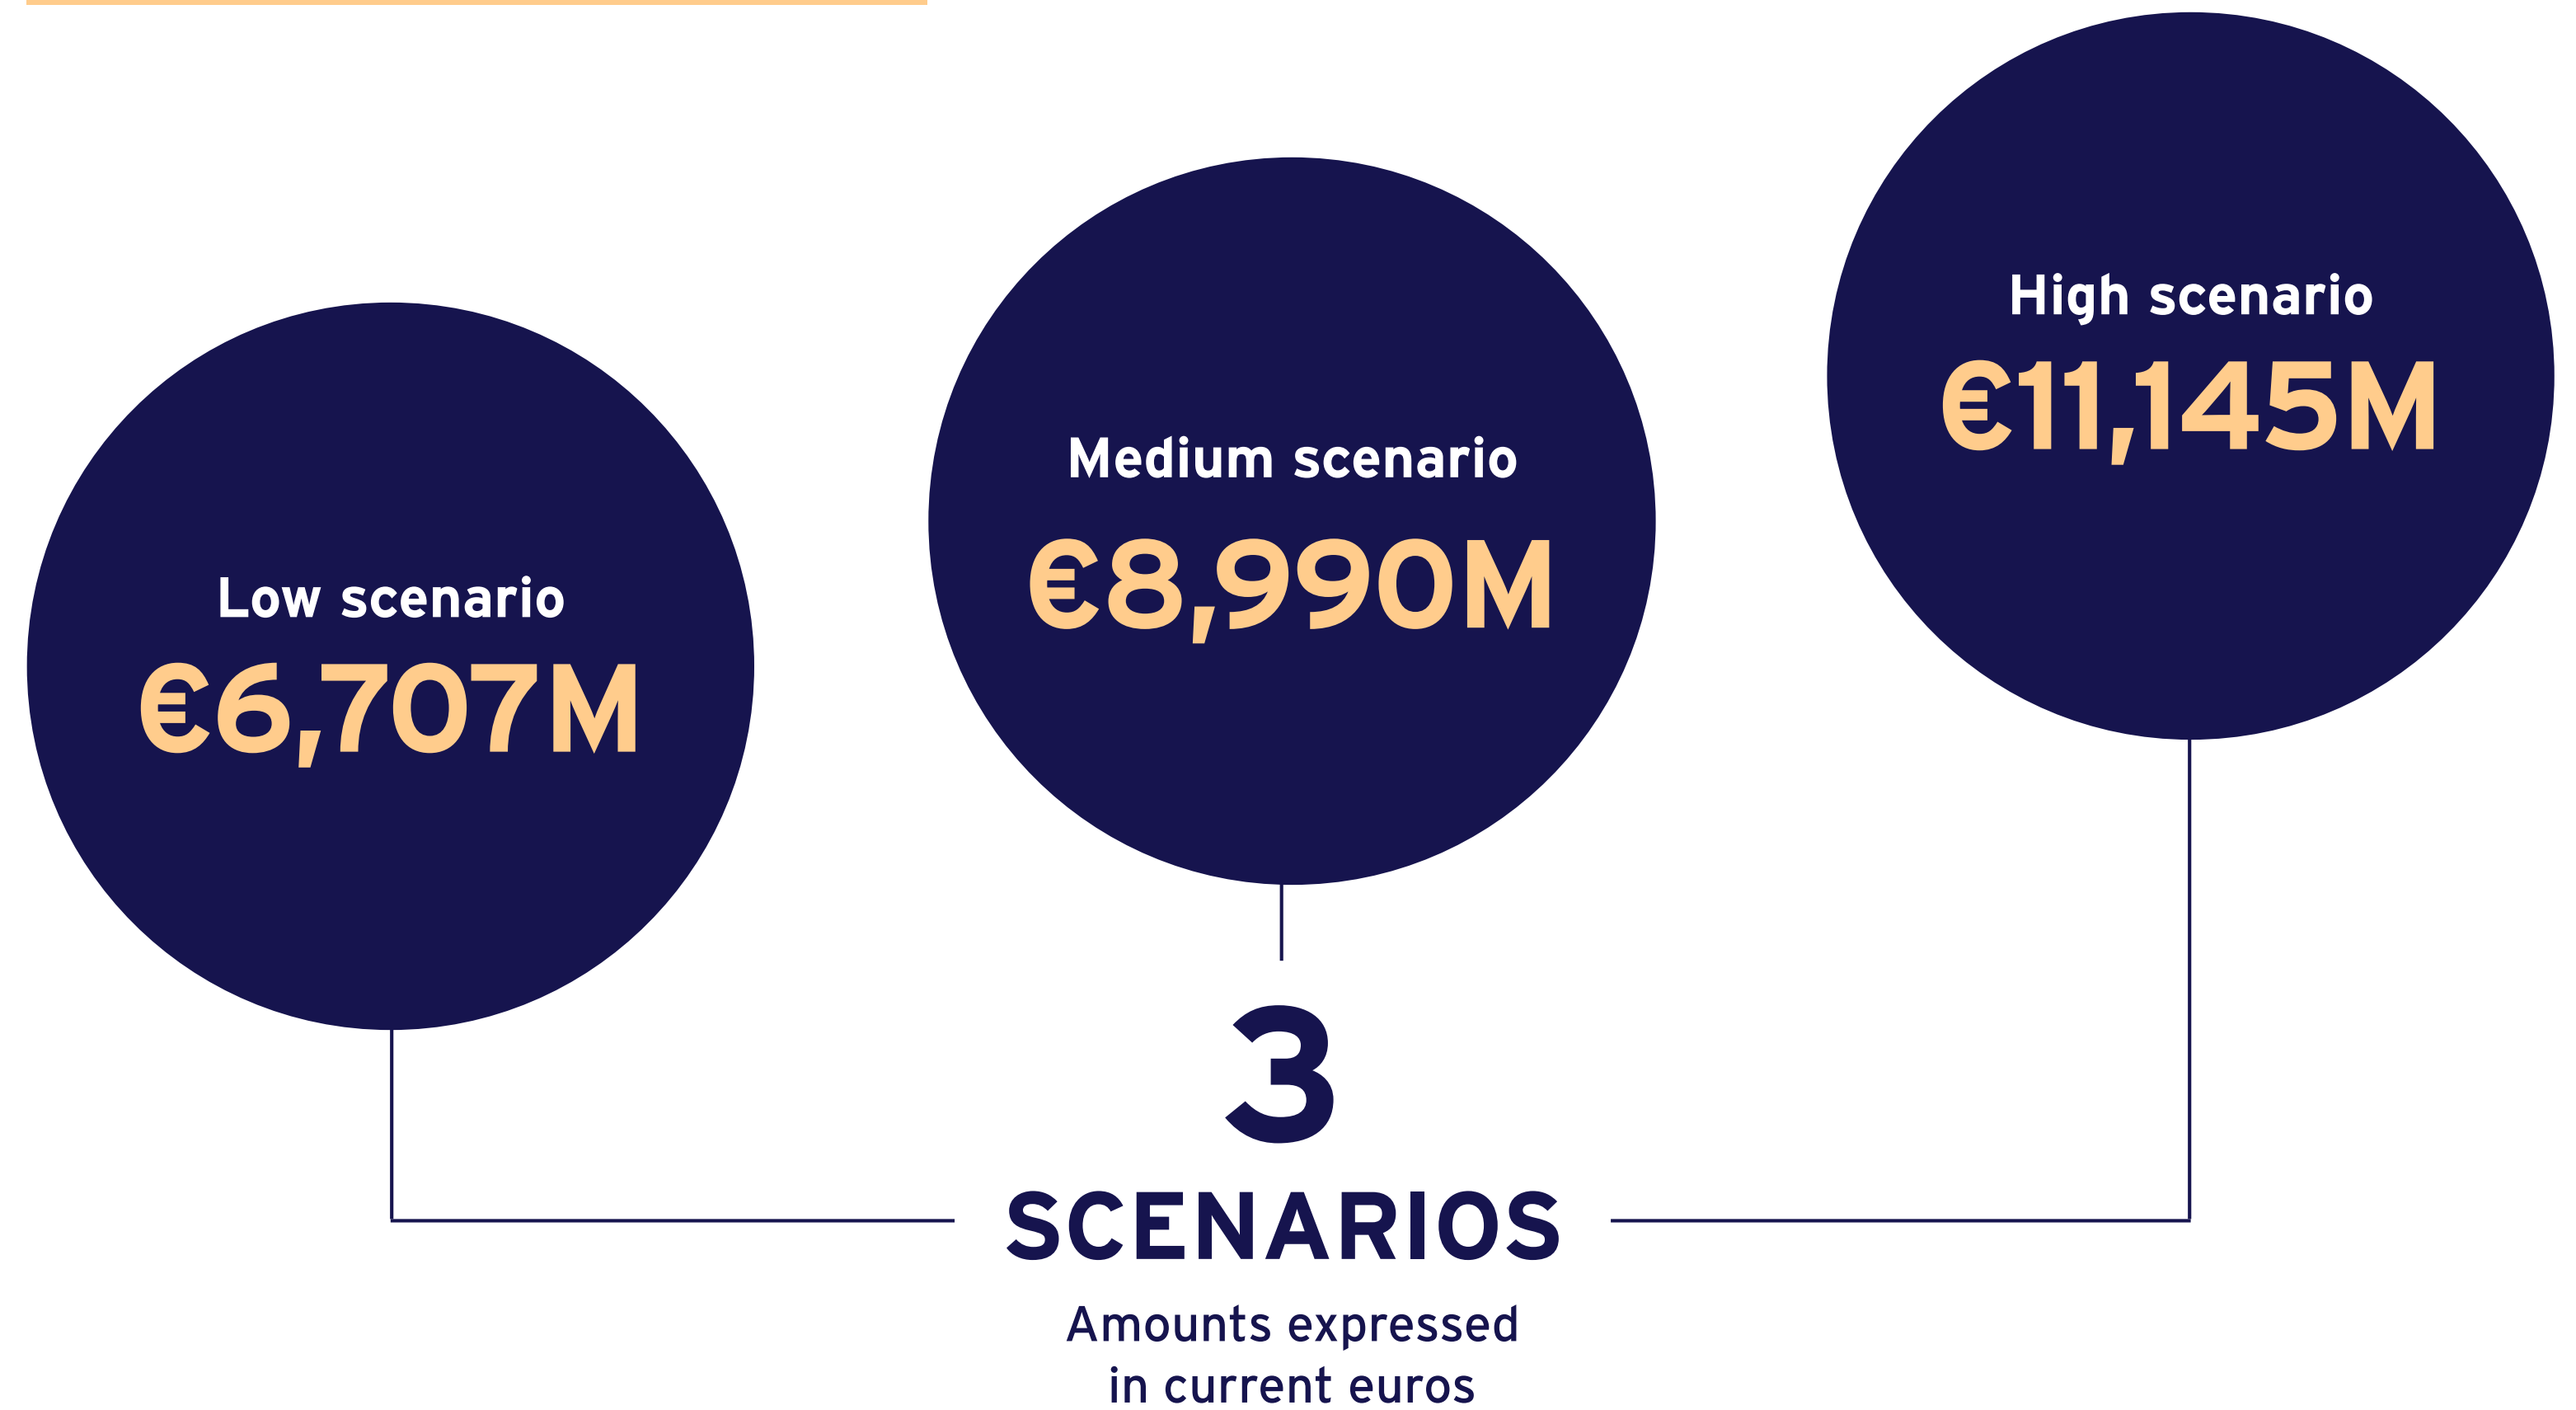 Low scenario
€6,707M
Medium scenario
€8,990M
High scenario
€11,145M
3
SCENARIOS
Amounts expressed
in current euros